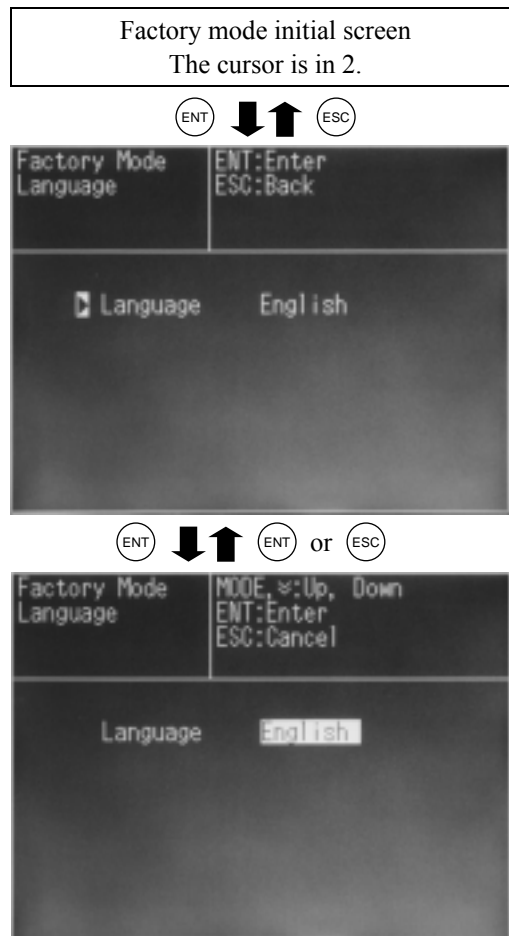 Factory mode initial screen
The cursor is in 2.
ENT ESC
Factory Mode ENT:Enter
Language ESC:Back
Language English
ENT ENT or ESC
Factory Mode MODE,⩔:Up, Down
Language ENT:Enter
ESC:Cancel
Language English